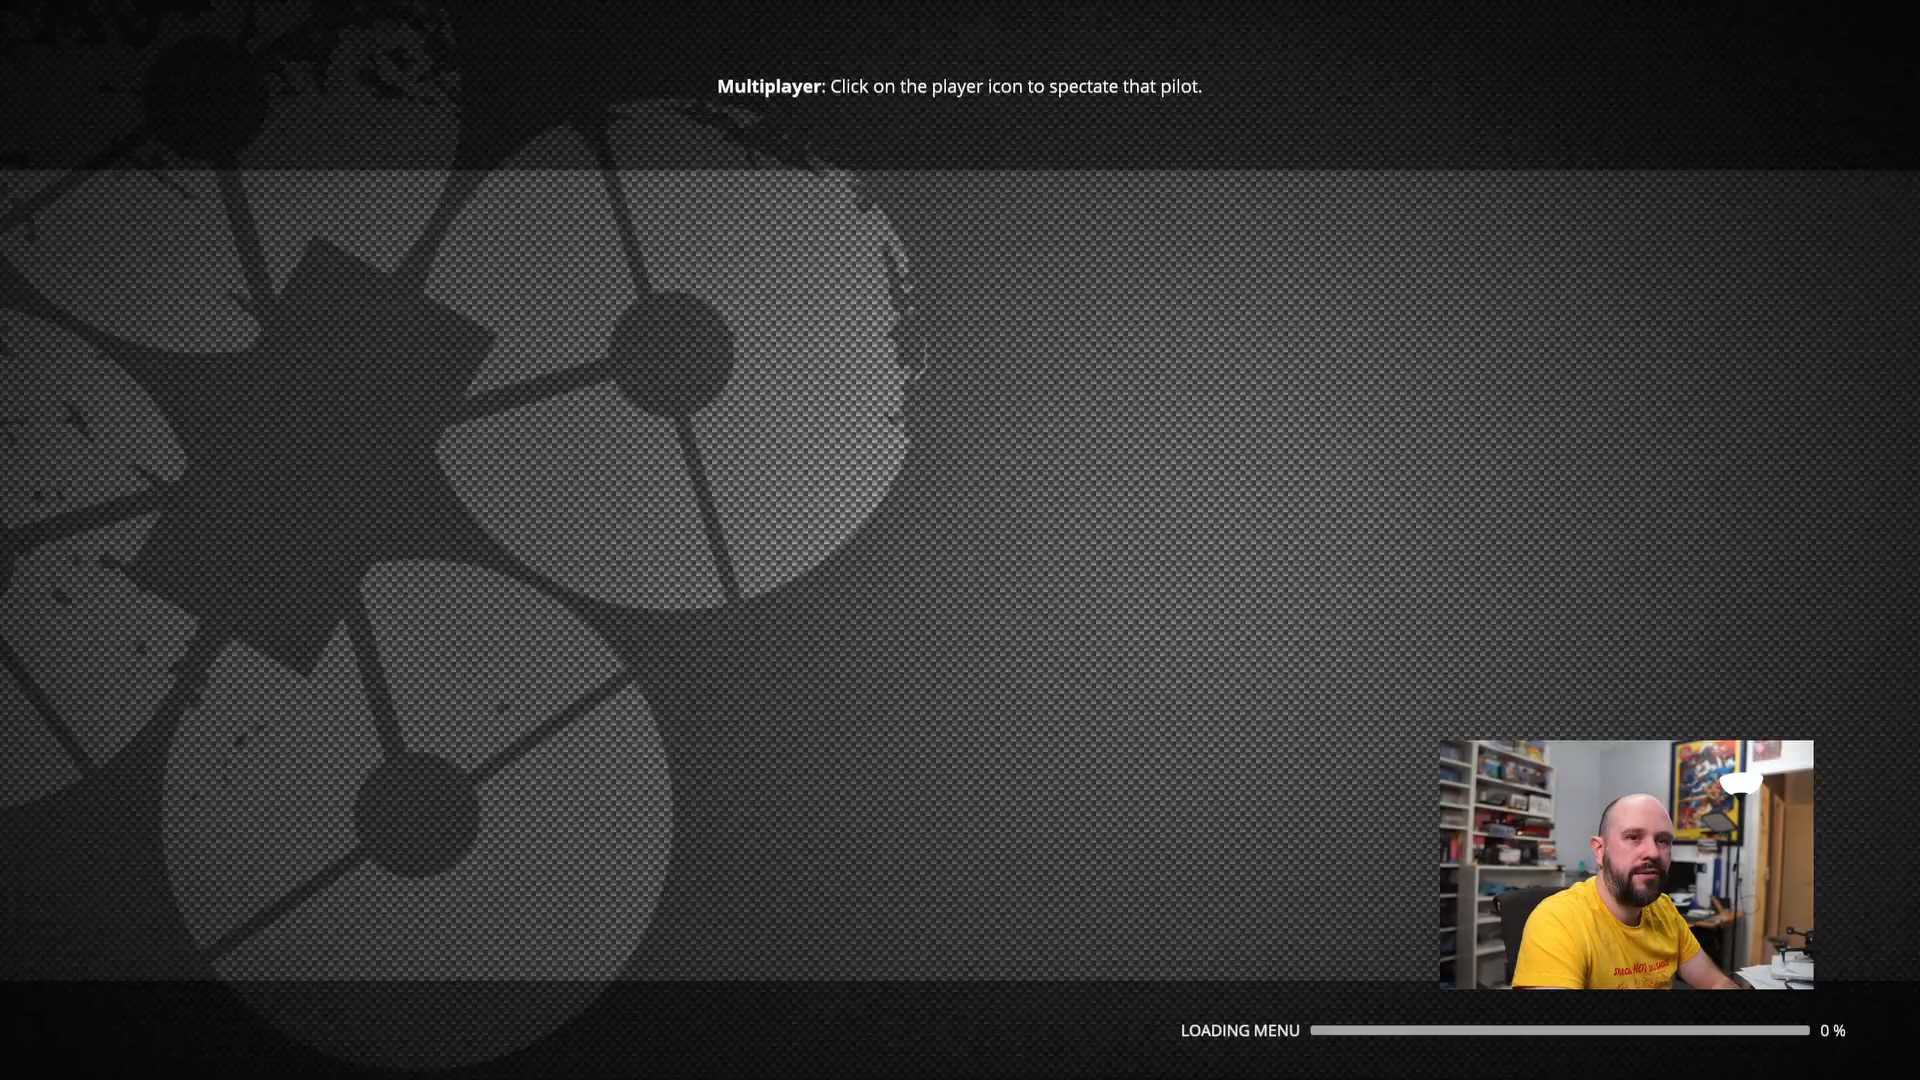 Multiplayer: Click on the player icon to spectate that pilot.
LOADING MENU 0 %